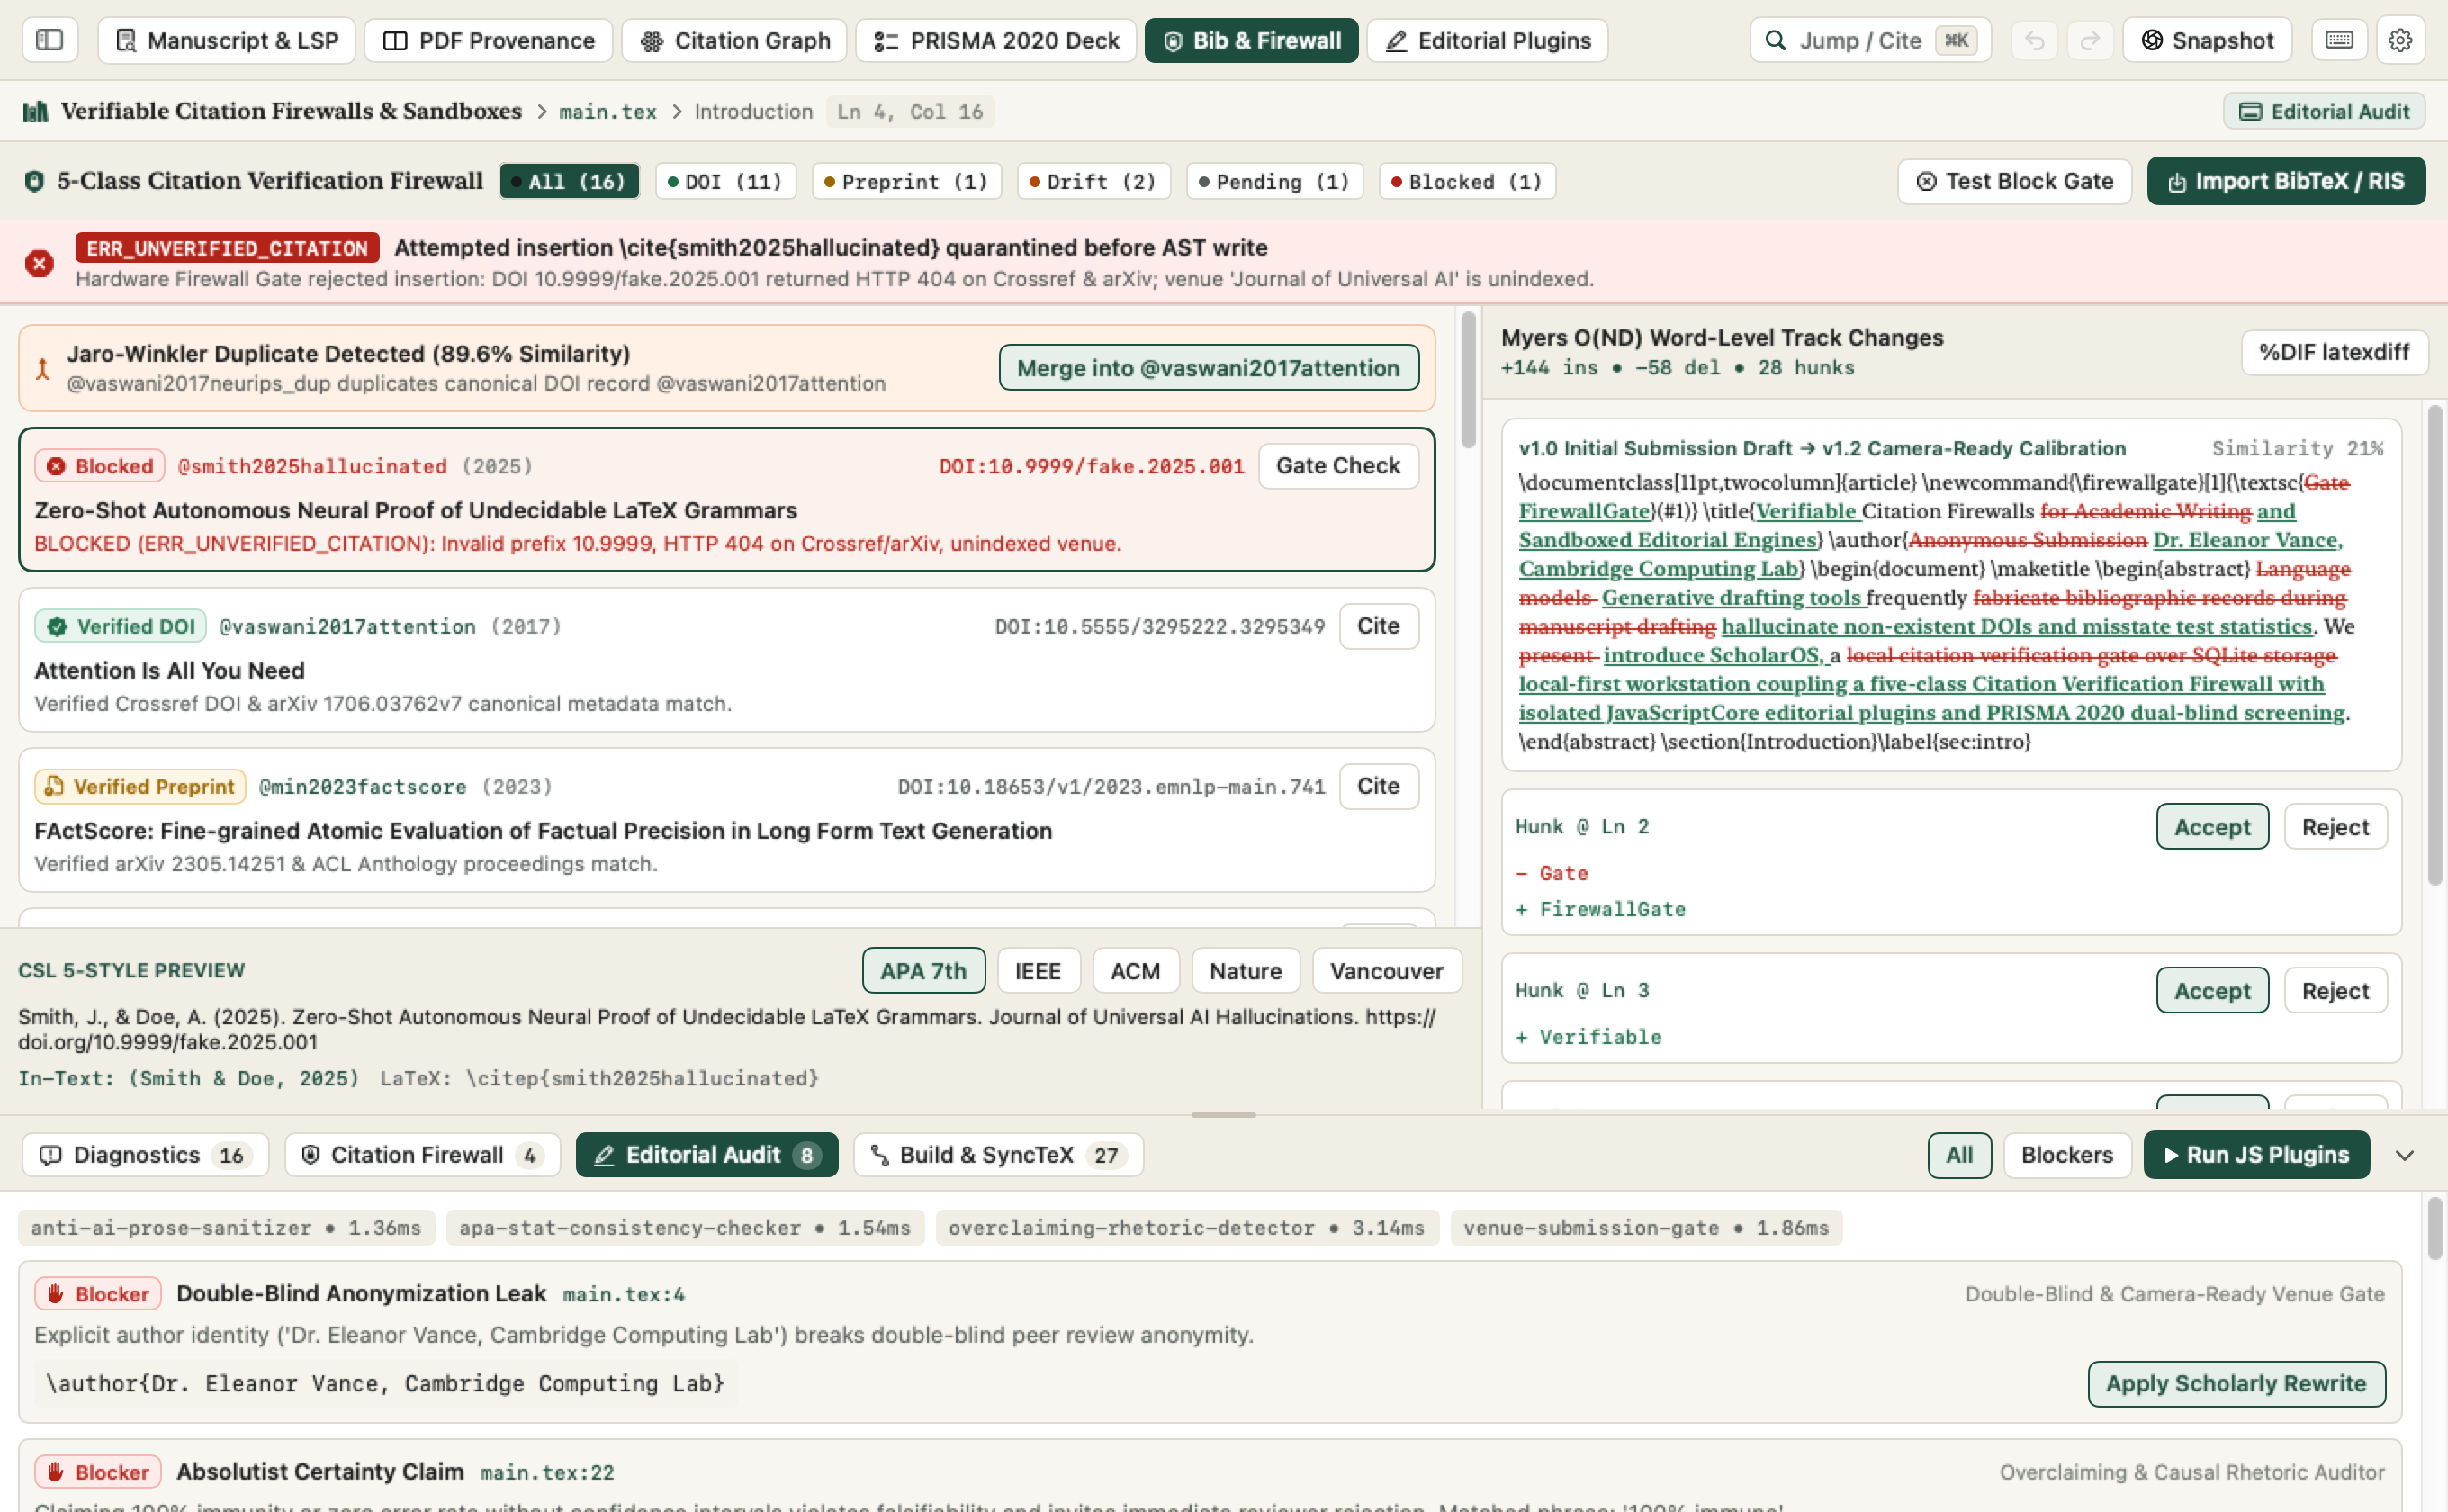 Manuscript & LSP
PDF Provenance
Citation Graph
PRISMA 2020 Deck
Bib & Firewall
Editorial Plugins
Jump / Cite ⌘K
Snapshot
Verifiable Citation Firewalls & Sandboxes > main.tex > Introduction Ln 4, Col 16
Editorial Audit
5-Class Citation Verification Firewall
All (16)
DOI (11)
Preprint (1)
Drift (2)
Pending (1)
Blocked (1)
Test Block Gate
Import BibTeX / RIS
ERR_UNVERIFIED_CITATION Attempted insertion \cite{smith2025hallucinated} quarantined before AST write
Hardware Firewall Gate rejected insertion: DOI 10.9999/fake.2025.001 returned HTTP 404 on Crossref & arXiv; venue 'Journal of Universal AI' is unindexed.
Jaro-Winkler Duplicate Detected (89.6% Similarity)
@vaswani2017neurips_dup duplicates canonical DOI record @vaswani2017attention
Merge into @vaswani2017attention
Blocked @smith2025hallucinated (2025) DOI:10.9999/fake.2025.001 Gate Check
Zero-Shot Autonomous Neural Proof of Undecidable LaTeX Grammars
BLOCKED (ERR_UNVERIFIED_CITATION): Invalid prefix 10.9999, HTTP 404 on Crossref/arXiv, unindexed venue.
Verified DOI @vaswani2017attention (2017) DOI:10.5555/3295222.3295349 Cite
Attention Is All You Need
Verified Crossref DOI & arXiv 1706.03762v7 canonical metadata match.
Verified Preprint @min2023factscore (2023) DOI:10.18653/v1/2023.emnlp-main.741 Cite
FActScore: Fine-grained Atomic Evaluation of Factual Precision in Long Form Text Generation
Verified arXiv 2305.14251 & ACL Anthology proceedings match.
CSL 5-STYLE PREVIEW
APA 7th
IEEE
ACM
Nature
Vancouver
Smith, J., & Doe, A. (2025). Zero-Shot Autonomous Neural Proof of Undecidable LaTeX Grammars. Journal of Universal AI Hallucinations. https://
doi.org/10.9999/fake.2025.001
In-Text: (Smith & Doe, 2025) LaTeX: \citep{smith2025hallucinated}
Myers O(ND) Word-Level Track Changes
+144 ins • −58 del • 28 hunks
%DIF latexdiff
v1.0 Initial Submission Draft → v1.2 Camera-Ready Calibration Similarity 21%
\documentclass[11pt,twocolumn]{article} \newcommand{\firewallgate}[1]{\textsc{Gate
FirewallGate}(#1)} \title{Verifiable Citation Firewalls for Academic Writing and
Sandboxed Editorial Engines} \author{Anonymous Submission Dr. Eleanor Vance,
Cambridge Computing Lab} \begin{document} \maketitle \begin{abstract} Language
models Generative drafting tools frequently fabricate bibliographic records during
manuscript drafting hallucinate non-existent DOIs and misstate test statistics. We
present introduce ScholarOS, a local citation verification gate over SQLite storage
local-first workstation coupling a five-class Citation Verification Firewall with
isolated JavaScriptCore editorial plugins and PRISMA 2020 dual-blind screening.
\end{abstract} \section{Introduction}\label{sec:intro}
Hunk @ Ln 2 Accept Reject
− Gate
+ FirewallGate
Hunk @ Ln 3 Accept Reject
+ Verifiable
Diagnostics 16
Citation Firewall 4
Editorial Audit 8
Build & SyncTeX 27
All
Blockers
Run JS Plugins
anti-ai-prose-sanitizer • 1.36ms
apa-stat-consistency-checker • 1.54ms
overclaiming-rhetoric-detector • 3.14ms
venue-submission-gate • 1.86ms
Blocker Double-Blind Anonymization Leak main.tex:4 Double-Blind & Camera-Ready Venue Gate
Explicit author identity ('Dr. Eleanor Vance, Cambridge Computing Lab') breaks double-blind peer review anonymity.
\author{Dr. Eleanor Vance, Cambridge Computing Lab}
Apply Scholarly Rewrite
Blocker Absolutist Certainty Claim main.tex:22 Overclaiming & Causal Rhetoric Auditor
Claiming 100% immunity or zero error rate without confidence intervals violates falsifiability and invites immediate reviewer rejection. Matched phrase: '100% immune'